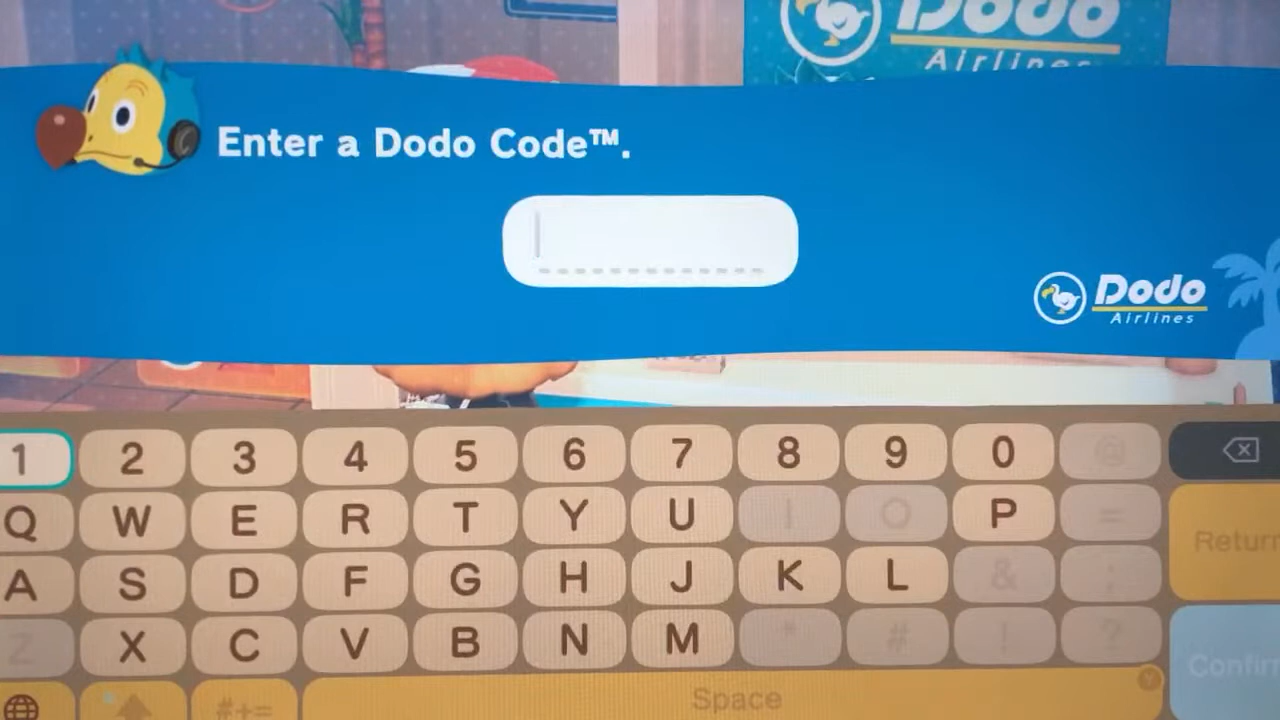 Dodo
Airlines
Enter a Dodo Code™.
Dodo
Airlines
1 2 3 4 5 6 7 8 9 0 @
Q W E R T Y U I O P =
Return
A S D F G H J K L & ;
Z X C V B N M * # ! ?
Confirm
#+= Space Y